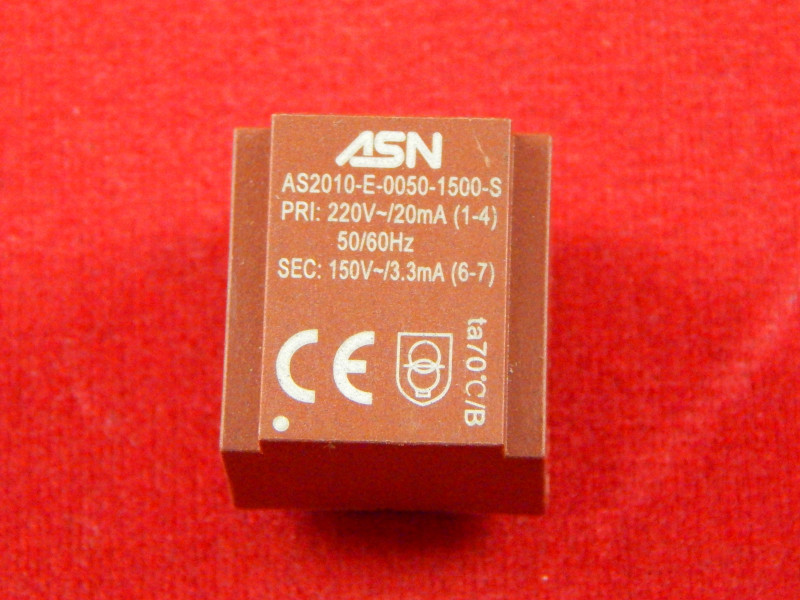 ASN
AS2010-E-0050-1500-S
PRI: 220V~/20mA (1-4)
50/60Hz
SEC: 150V~/3.3mA (6-7)
CE
ta70℃/B